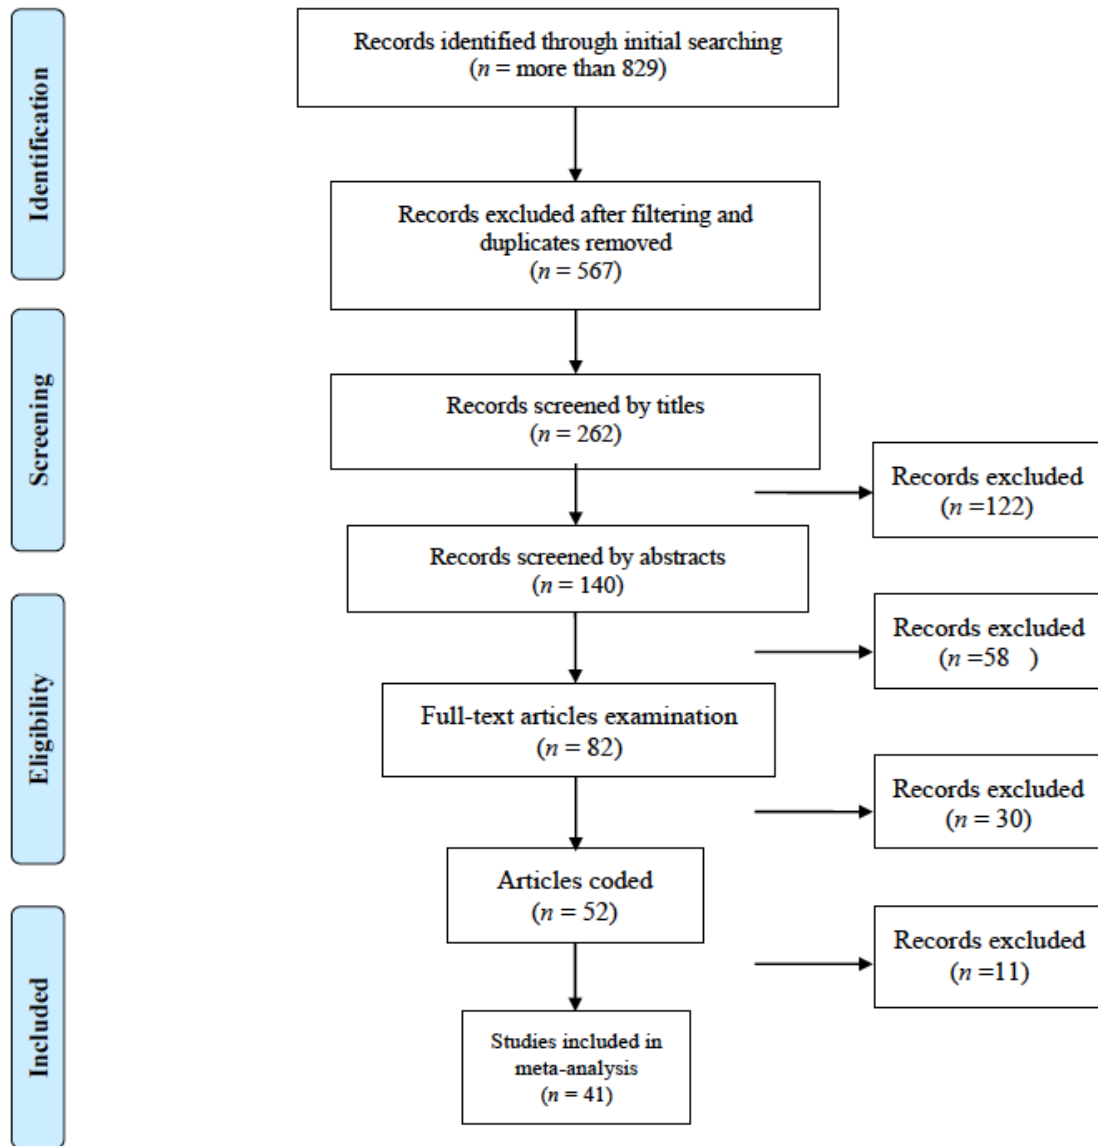 Identification
Records identified through initial searching
(n = more than 829)
Records excluded after filtering and
duplicates removed
(n = 567)
Screening
Records screened by titles
(n = 262)
Records excluded
(n =122)
Records screened by abstracts
(n = 140)
Eligibility
Records excluded
(n =58 )
Full-text articles examination
(n = 82)
Records excluded
(n = 30)
Articles coded
(n = 52)
Included
Records excluded
(n =11)
Studies included in
meta-analysis
(n = 41)